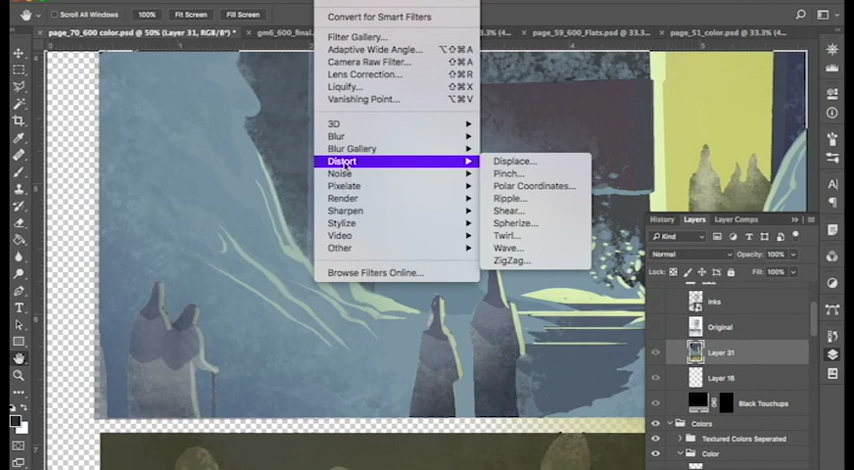 Scroll All Windows 100% Fit Screen Fill Screen
page_70_600 color.psd @ 50% (Layer 31, RGB/8*) *
gm6_600_final.
33.3% (4...
page_59_600_Flats.psd @ 33.3...
page_51_color.psd @ 33.3% (...
Convert for Smart Filters
Filter Gallery...
Adaptive Wide Angle... ⌥⇧⌘A
Camera Raw Filter... ⇧⌘A
Lens Correction... ⇧⌘R
Liquify... ⇧⌘X
Vanishing Point... ⌥⌘V
3D
Blur
Blur Gallery
Distort
Noise
Pixelate
Render
Sharpen
Stylize
Video
Other
Browse Filters Online...
Displace...
Pinch...
Polar Coordinates...
Ripple...
Shear...
Spherize...
Twirl...
Wave...
ZigZag...
History Layers Layer Comps
Kind
Normal Opacity: 100%
Lock: Fill: 100%
Inks
Original
Layer 31
Layer 16
Black Touchups
Colors
Textured Colors Seperated
Color